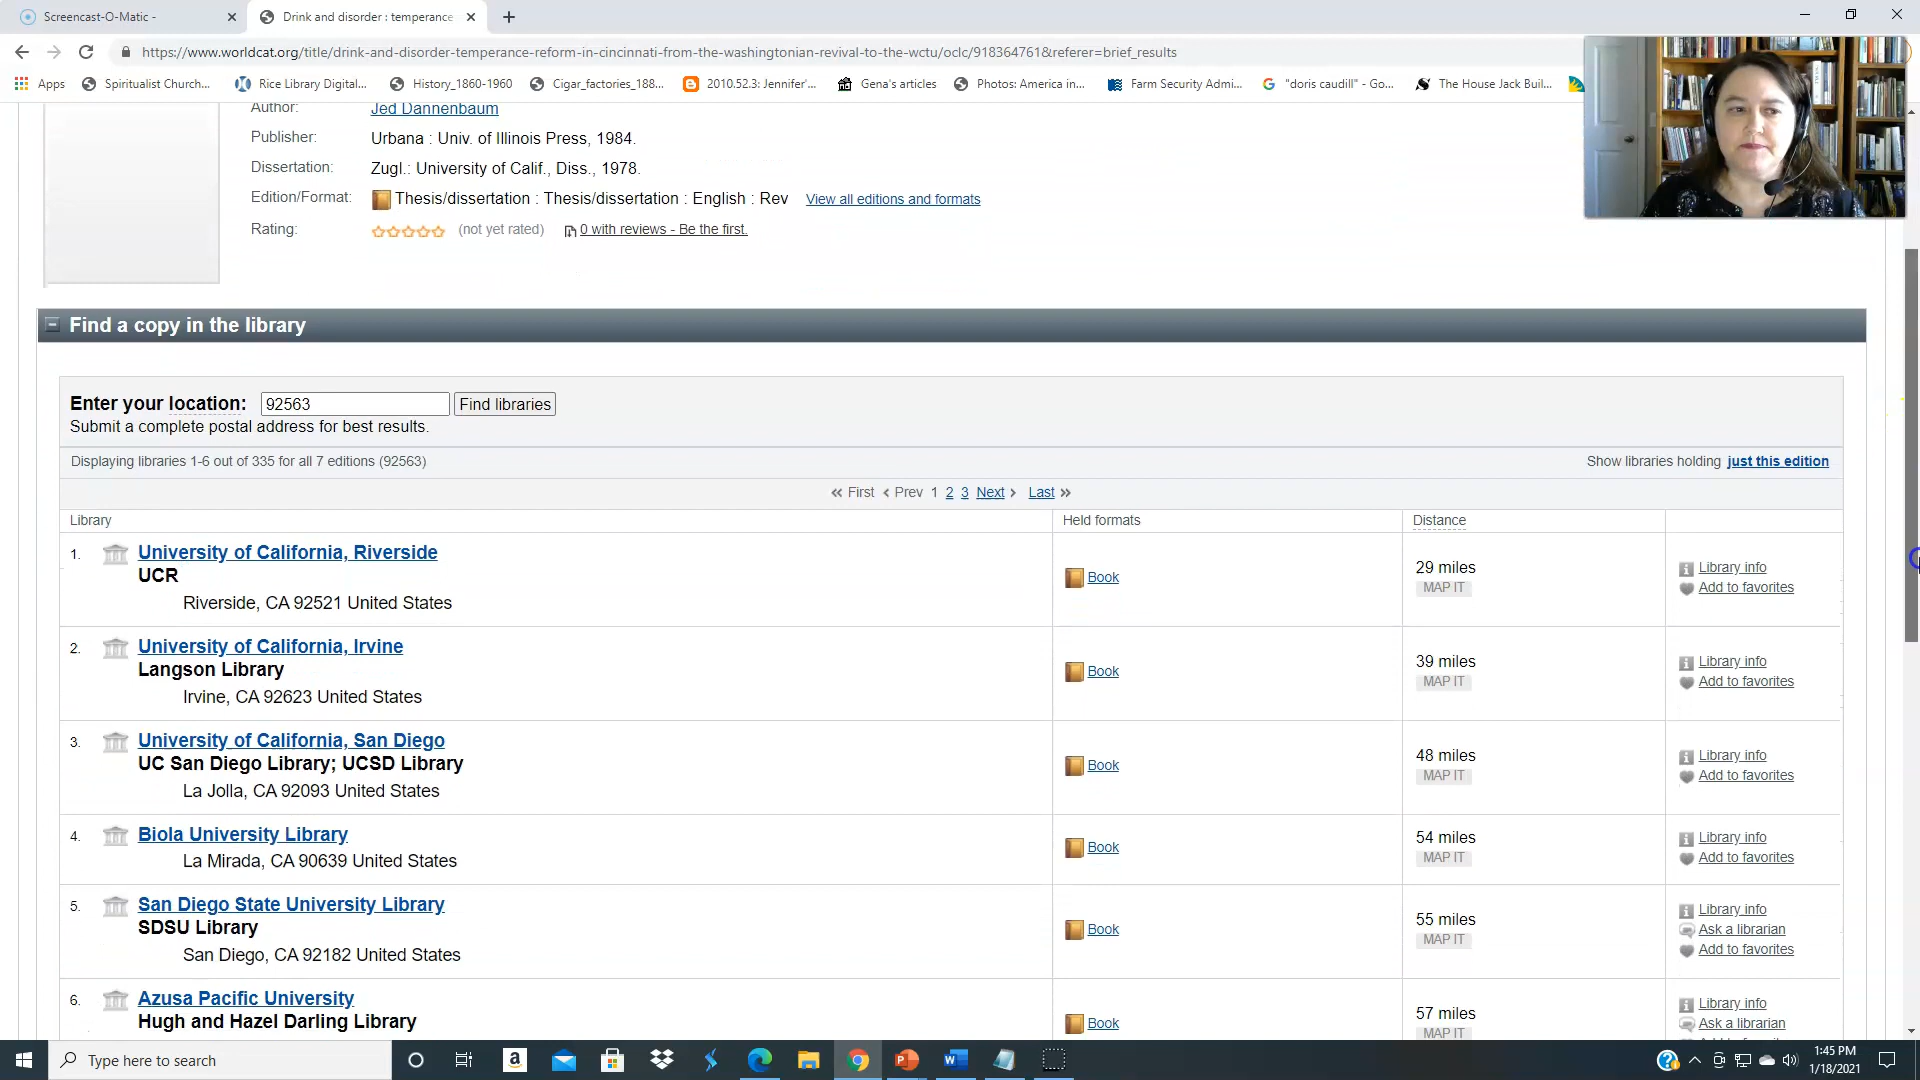 Screencast-O-Matic -
Drink and disorder : temperance
https://www.worldcat.org/title/drink-and-disorder-temperance-reform-in-cincinnati-from-the-washingtonian-revival-to-the-wctu/oclc/918364761&referer=brief_results
Apps Spiritualist Church... Rice Library Digital... History_1860-1960 Cigar_factories_188... 2010.52.3: Jennifer'... Gena's articles Photos: America in... Farm Security Admi... "doris caudill" - Go... The House Jack Buil...
Author: Jed Dannenbaum
Publisher: Urbana : Univ. of Illinois Press, 1984.
Dissertation: Zugl.: University of Calif., Diss., 1978.
Edition/Format: Thesis/dissertation : Thesis/dissertation : English : Rev View all editions and formats
Rating: (not yet rated) 0 with reviews - Be the first.
Find a copy in the library
Enter your location: 92563 Find libraries
Submit a complete postal address for best results.
Displaying libraries 1-6 out of 335 for all 7 editions (92563) Show libraries holding just this edition
« First ‹ Prev 1 2 3 Next › Last »
Library Held formats Distance
1. University of California, Riverside
UCR
Riverside, CA 92521 United States
Book
29 miles
MAP IT
Library info
Add to favorites
2. University of California, Irvine
Langson Library
Irvine, CA 92623 United States
Book
39 miles
MAP IT
Library info
Add to favorites
3. University of California, San Diego
UC San Diego Library; UCSD Library
La Jolla, CA 92093 United States
Book
48 miles
MAP IT
Library info
Add to favorites
4. Biola University Library
La Mirada, CA 90639 United States
Book
54 miles
MAP IT
Library info
Add to favorites
5. San Diego State University Library
SDSU Library
San Diego, CA 92182 United States
Book
55 miles
MAP IT
Library info
Ask a librarian
Add to favorites
6. Azusa Pacific University
Hugh and Hazel Darling Library
Book
57 miles
MAP IT
Library info
Ask a librarian
Type here to search
1:45 PM
1/18/2021